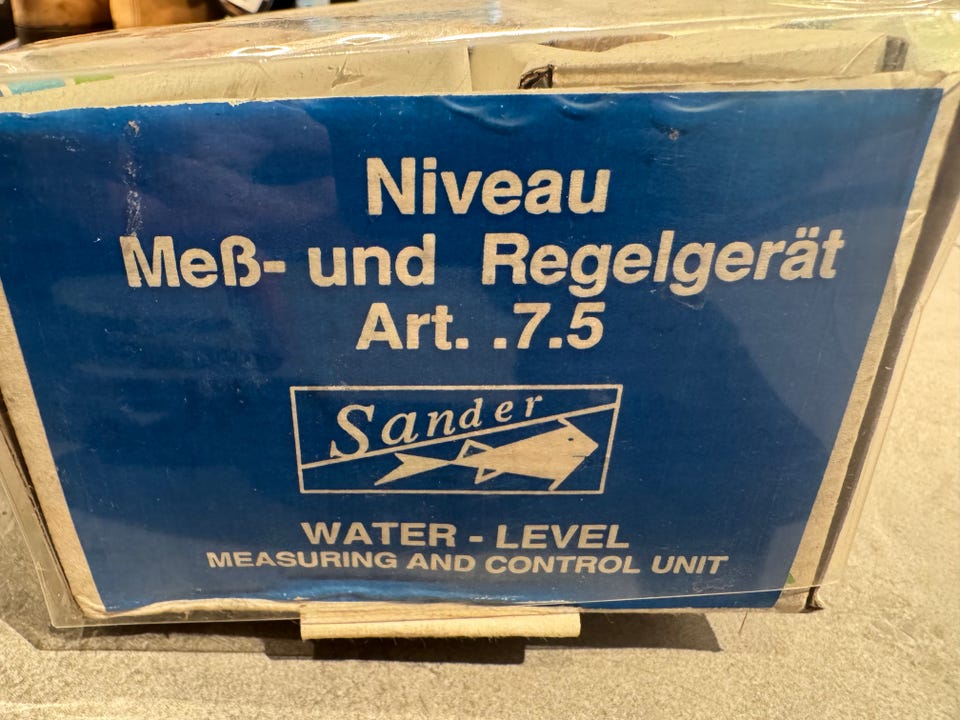 Niveau
Meß- und Regelgerät
Art. .7.5
Sander
WATER - LEVEL
MEASURING AND CONTROL UNIT